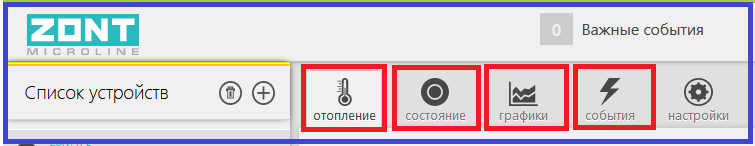 ZONT
MICROLINE
0 Важные события
Список устройств
отопление состояние графики события настройки